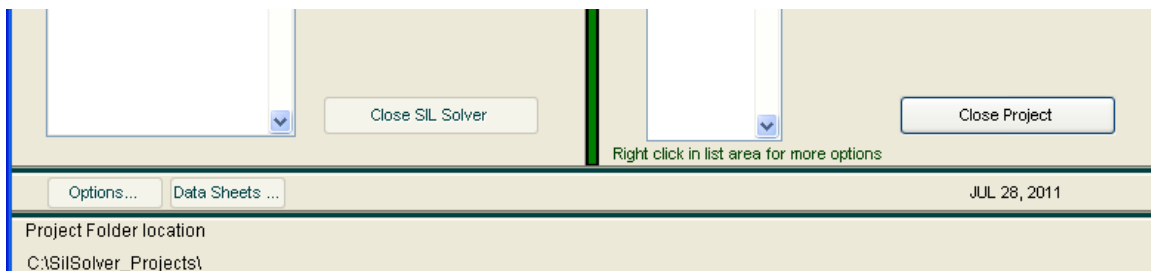 Close SIL Solver
Close Project
Right click in list area for more options
Options...
Data Sheets ...
JUL 28, 2011
Project Folder location
C:\SilSolver_Projects\